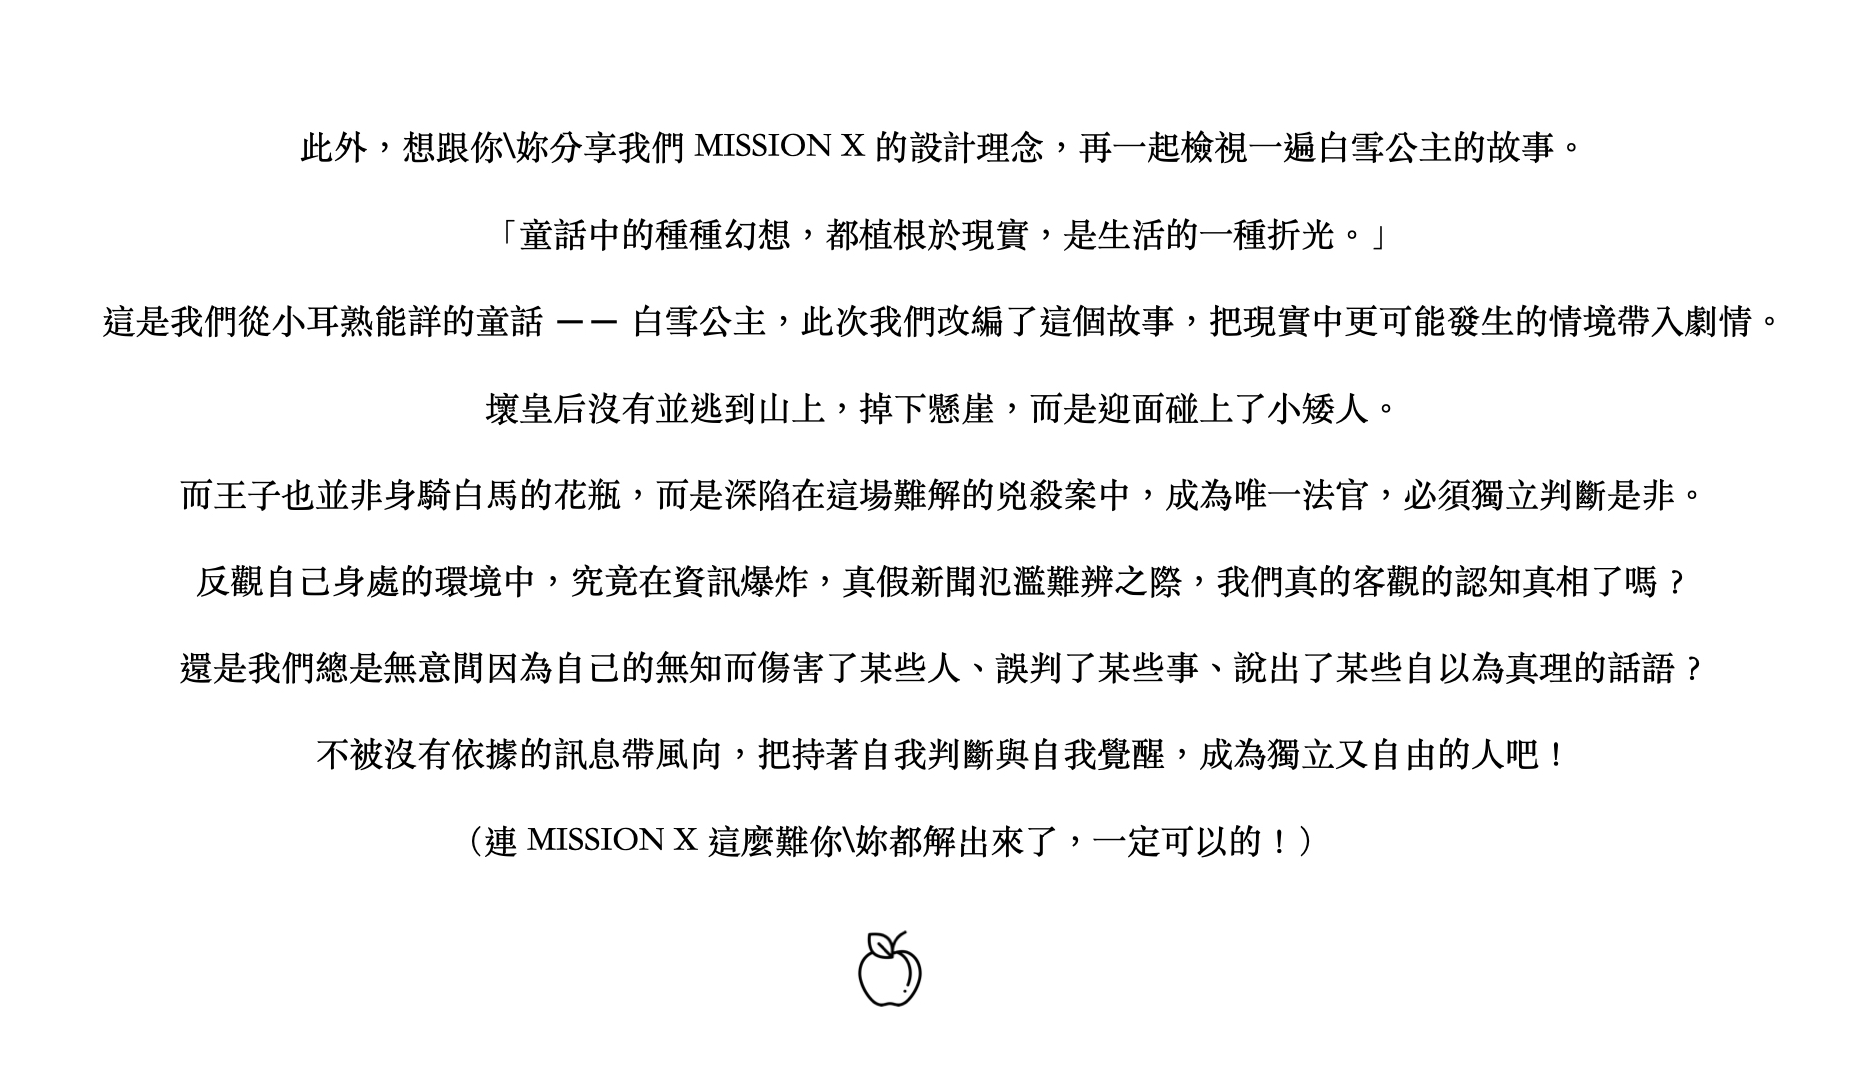 此外，想跟你\妳分享我們 MISSION X 的設計理念，再一起檢視一遍白雪公主的故事。
「童話中的種種幻想，都植根於現實，是生活的一種折光。」
這是我們從小耳熟能詳的童話 —— 白雪公主，此次我們改編了這個故事，把現實中更可能發生的情境帶入劇情。
壞皇后沒有並逃到山上，掉下懸崖，而是迎面碰上了小矮人。
而王子也並非身騎白馬的花瓶，而是深陷在這場難解的兇殺案中，成為唯一法官，必須獨立判斷是非。
反觀自己身處的環境中，究竟在資訊爆炸，真假新聞氾濫難辨之際，我們真的客觀的認知真相了嗎？
還是我們總是無意間因為自己的無知而傷害了某些人、誤判了某些事、說出了某些自以為真理的話語？
不被沒有依據的訊息帶風向，把持著自我判斷與自我覺醒，成為獨立又自由的人吧！
（連 MISSION X 這麼難你\妳都解出來了，一定可以的！）